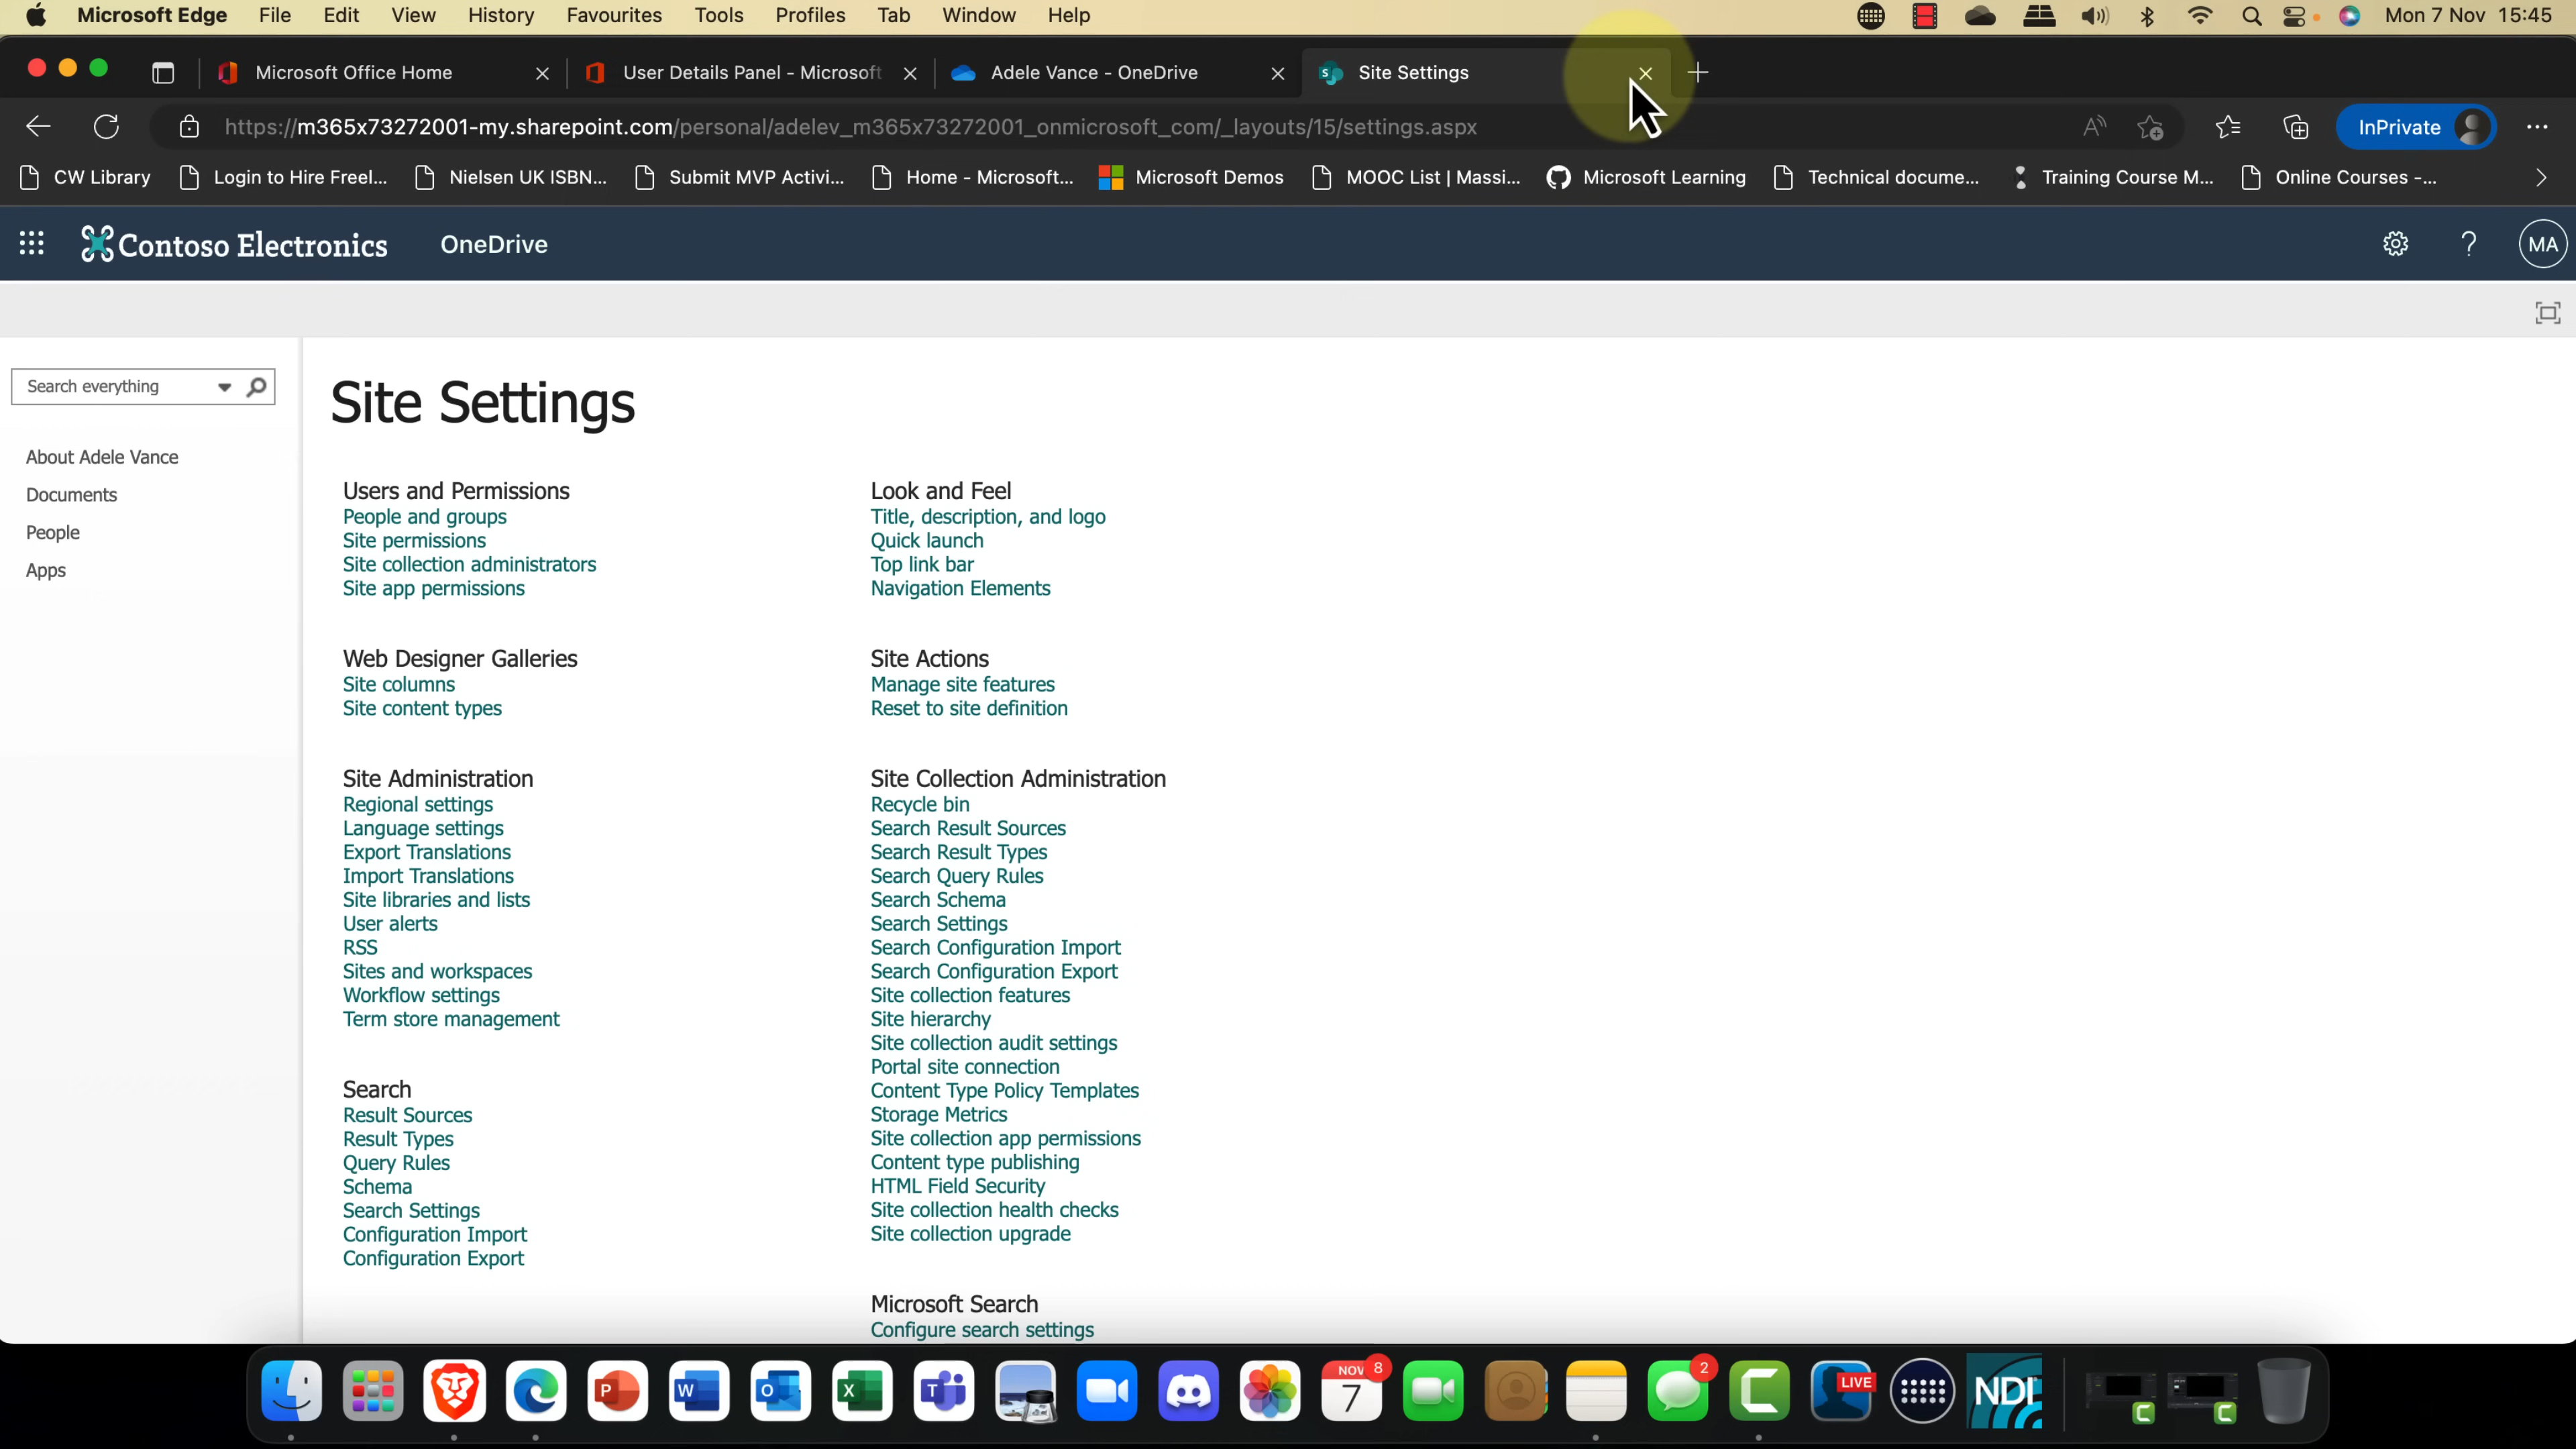 Microsoft Edge File Edit View History Favourites Tools Profiles Tab Window Help Mon 7 Nov 15:45
Microsoft Office Home User Details Panel - Microsoft Adele Vance - OneDrive Site Settings
https://m365x73272001-my.sharepoint.com/personal/adelev_m365x73272001_onmicrosoft_com/_layouts/15/settings.aspx InPrivate
CW Library Login to Hire Freel... Nielsen UK ISBN... Submit MVP Activi... Home - Microsoft... Microsoft Demos MOOC List | Massi... Microsoft Learning Technical docume... Training Course M... Online Courses -...
Contoso Electronics OneDrive ? MA
Search everything
About Adele Vance
Documents
People
Apps
Site Settings
Users and Permissions
People and groups
Site permissions
Site collection administrators
Site app permissions
Web Designer Galleries
Site columns
Site content types
Site Administration
Regional settings
Language settings
Export Translations
Import Translations
Site libraries and lists
User alerts
RSS
Sites and workspaces
Workflow settings
Term store management
Search
Result Sources
Result Types
Query Rules
Schema
Search Settings
Configuration Import
Configuration Export
Look and Feel
Title, description, and logo
Quick launch
Top link bar
Navigation Elements
Site Actions
Manage site features
Reset to site definition
Site Collection Administration
Recycle bin
Search Result Sources
Search Result Types
Search Query Rules
Search Schema
Search Settings
Search Configuration Import
Search Configuration Export
Site collection features
Site hierarchy
Site collection audit settings
Portal site connection
Content Type Policy Templates
Storage Metrics
Site collection app permissions
Content type publishing
HTML Field Security
Site collection health checks
Site collection upgrade
Microsoft Search
Configure search settings
NOV 8 2
7 LIVE NDI